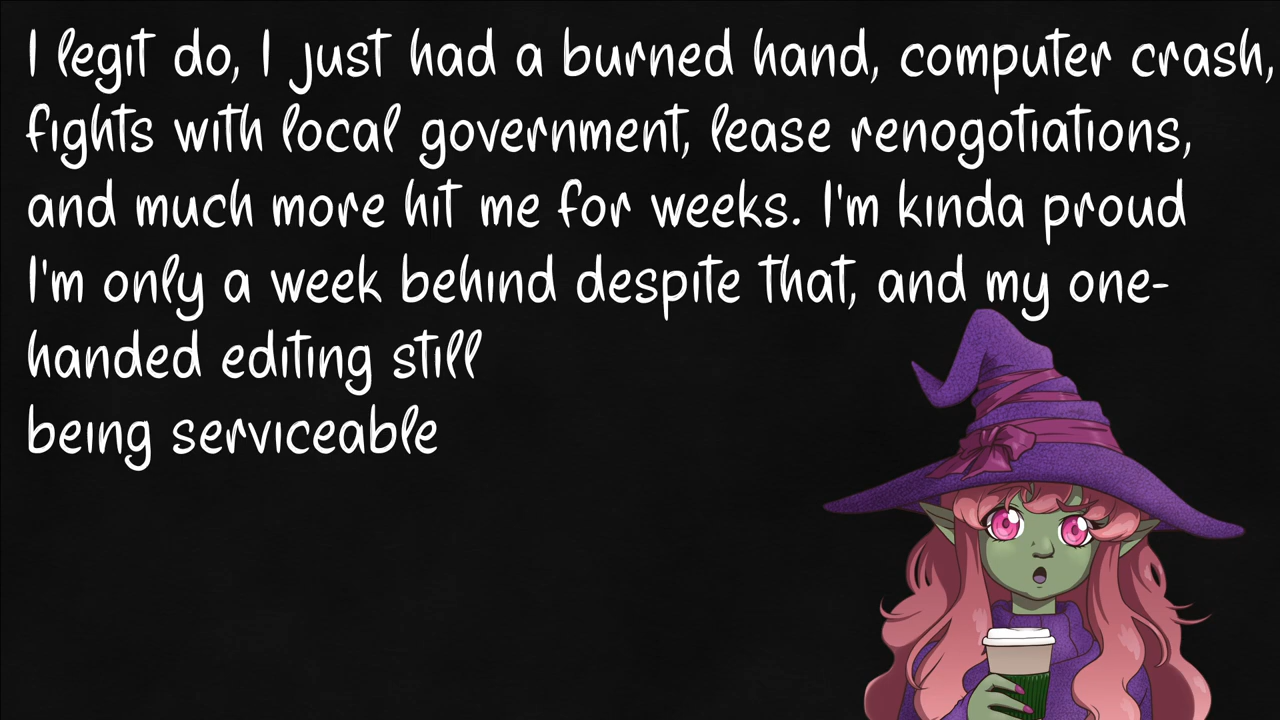 I legit do, I just had a burned hand, computer crash,
fights with local government, lease renogotiations,
and much more hit me for weeks. I'm kinda proud
I'm only a week behind despite that, and my one-
handed editing still
being serviceable